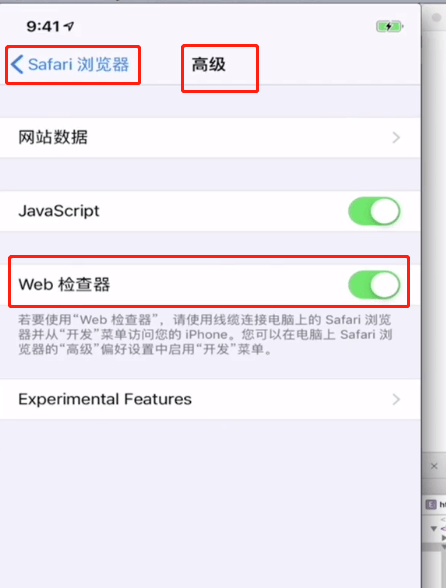 9:41
Safari 浏览器
高级
网站数据
JavaScript
Web 检查器
若要使用“Web 检查器”，请使用线缆连接电脑上的 Safari 浏览
器并从“开发”菜单访问您的 iPhone。您可以在电脑上 Safari 浏
览器的“高级”偏好设置中启用“开发”菜单。
Experimental Features